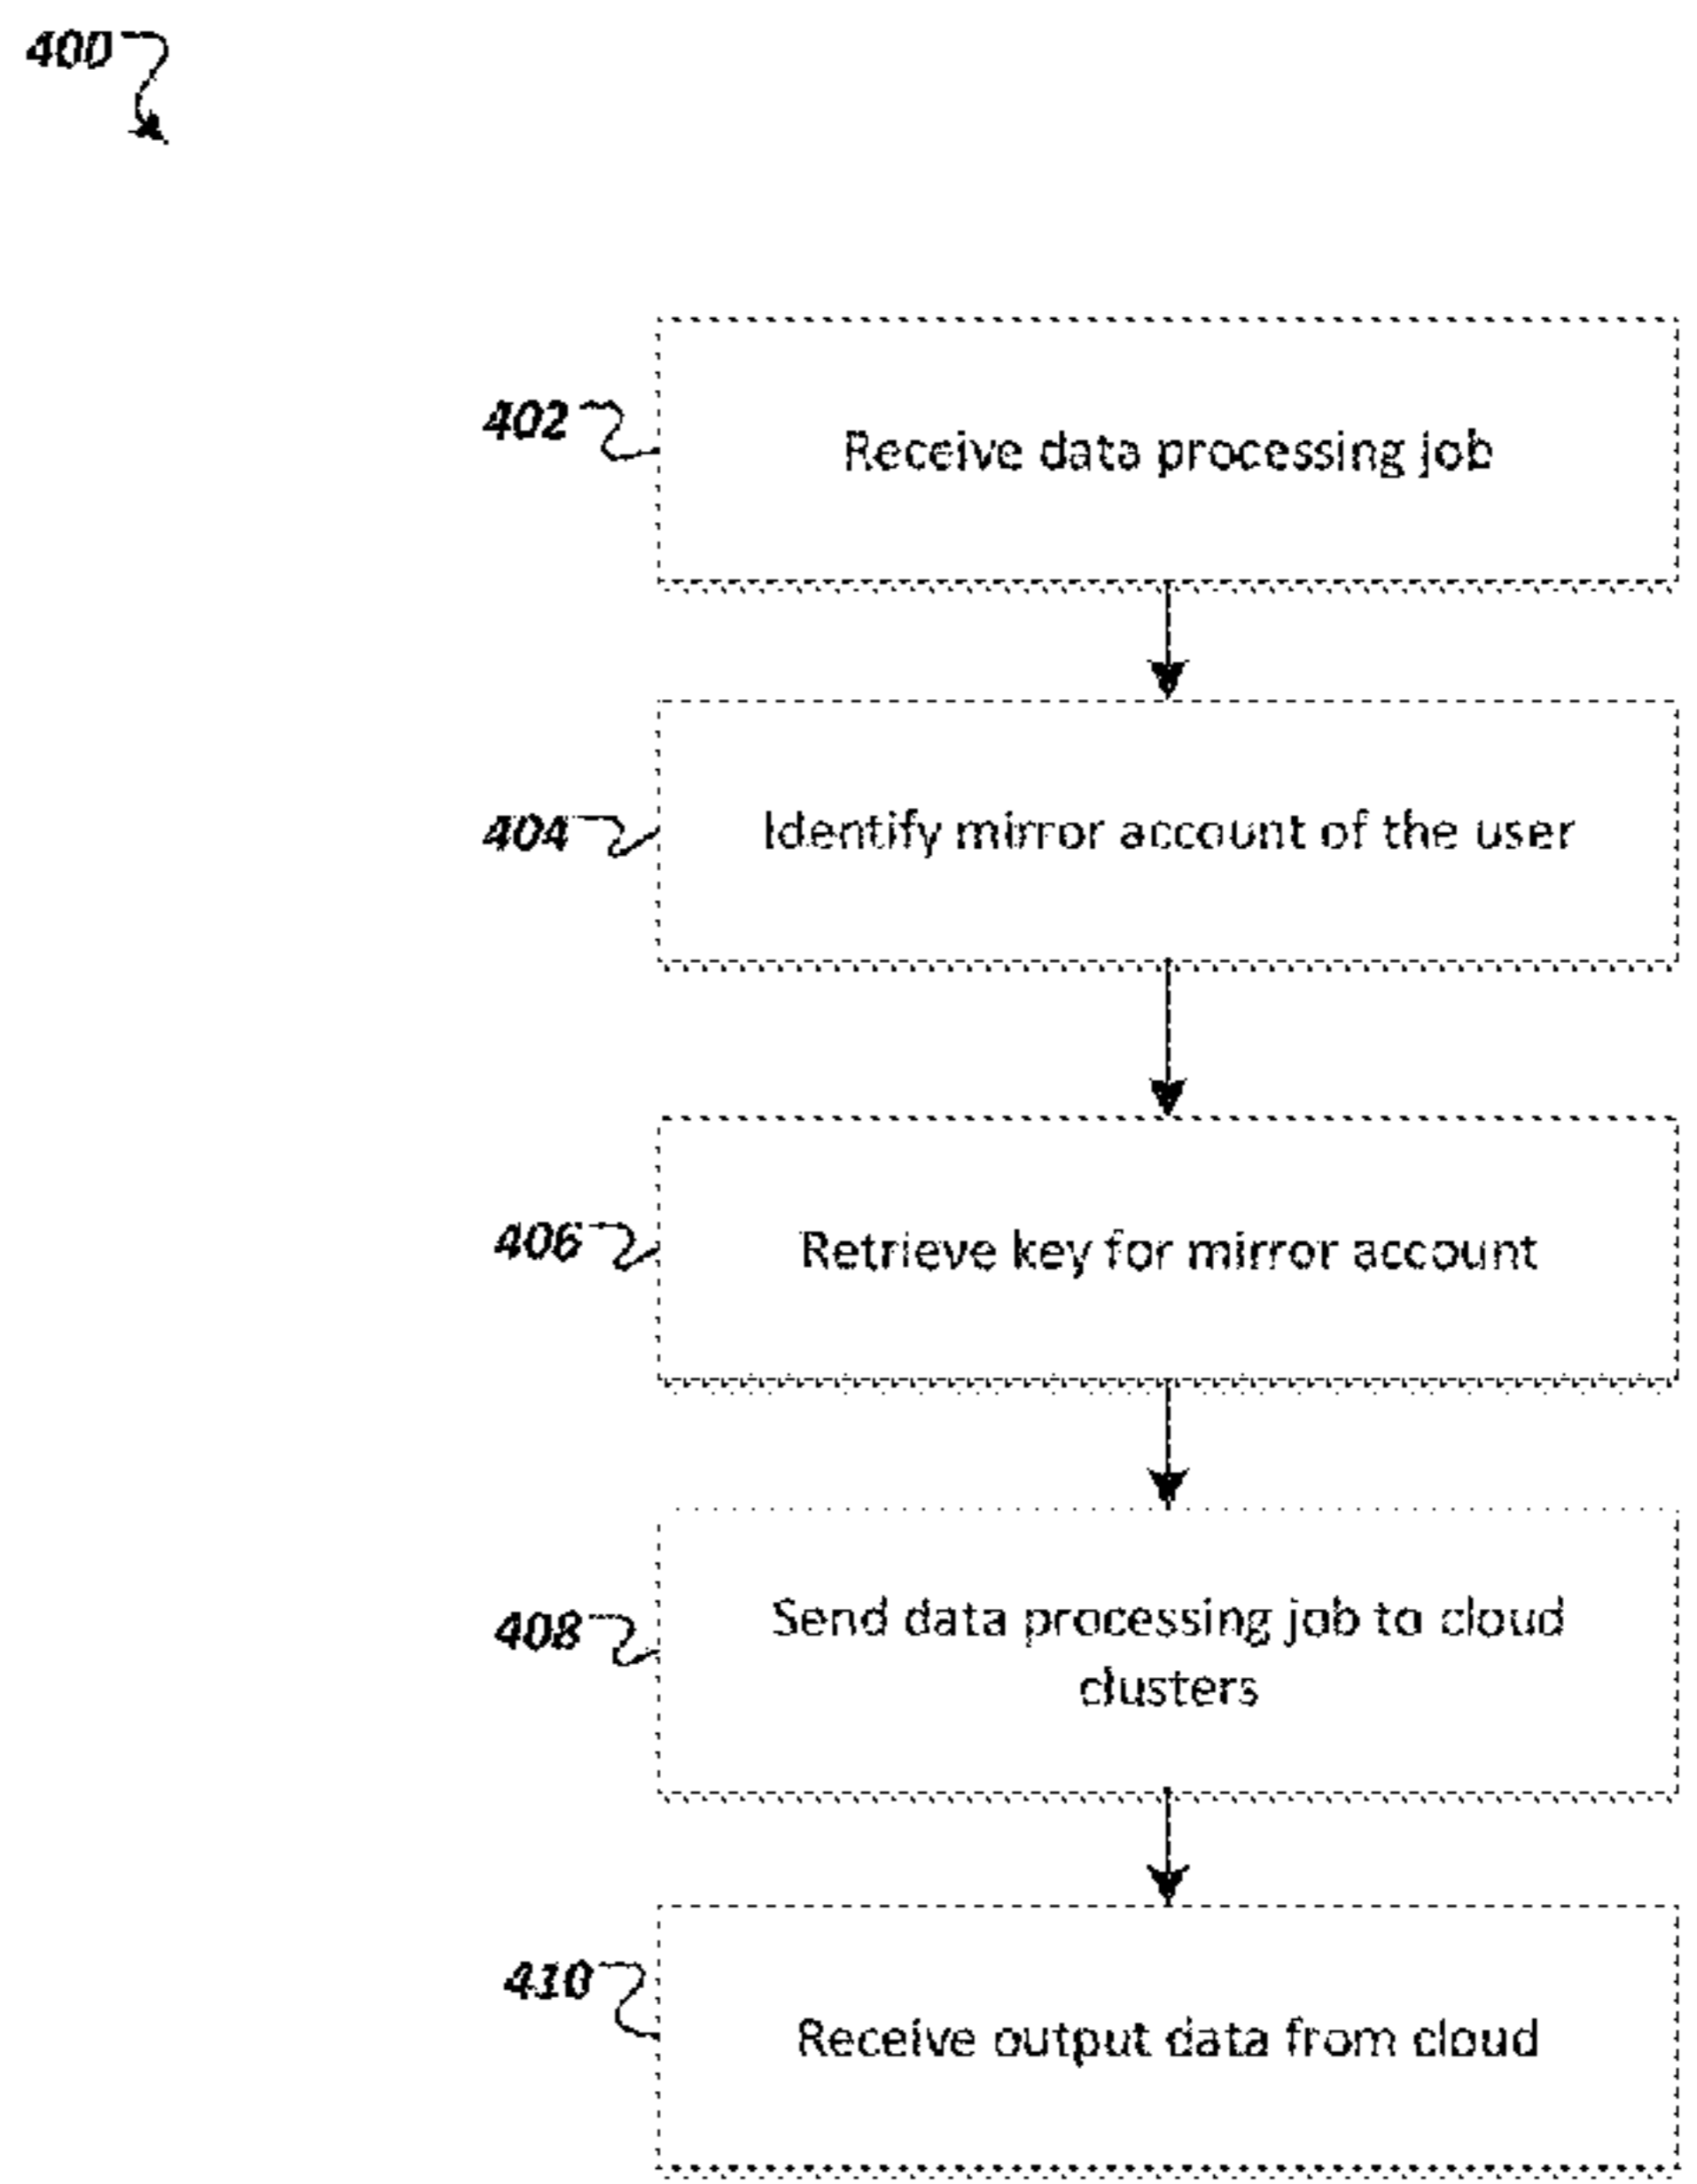 400
402
Receive data processing job
404
Identify mirror account of the user
406
Retrieve key for mirror account
408
Send data processing job to cloud
clusters
410
Receive output data from cloud